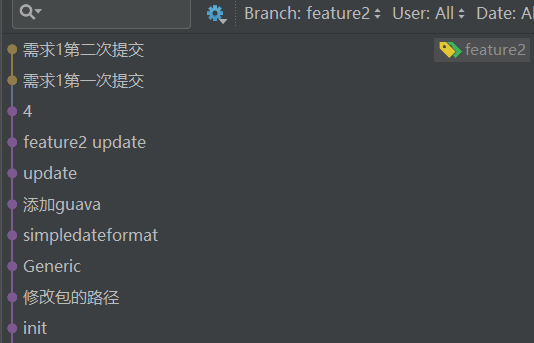 Branch: feature2 User: All Date: Al
需求1第二次提交 feature2
需求1第一次提交
4
feature2 update
update
添加guava
simpledateformat
Generic
修改包的路径
init